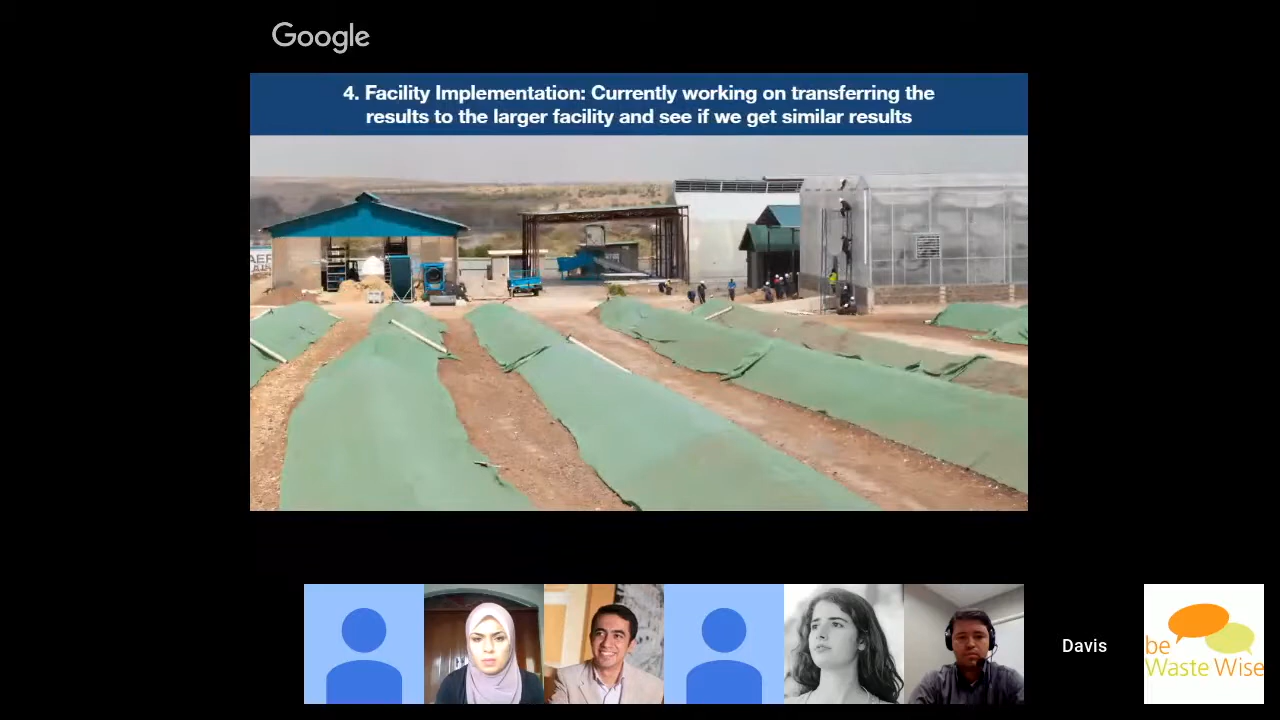 Google
4. Facility Implementation: Currently working on transferring the
results to the larger facility and see if we get similar results
Davis
be
Waste Wise